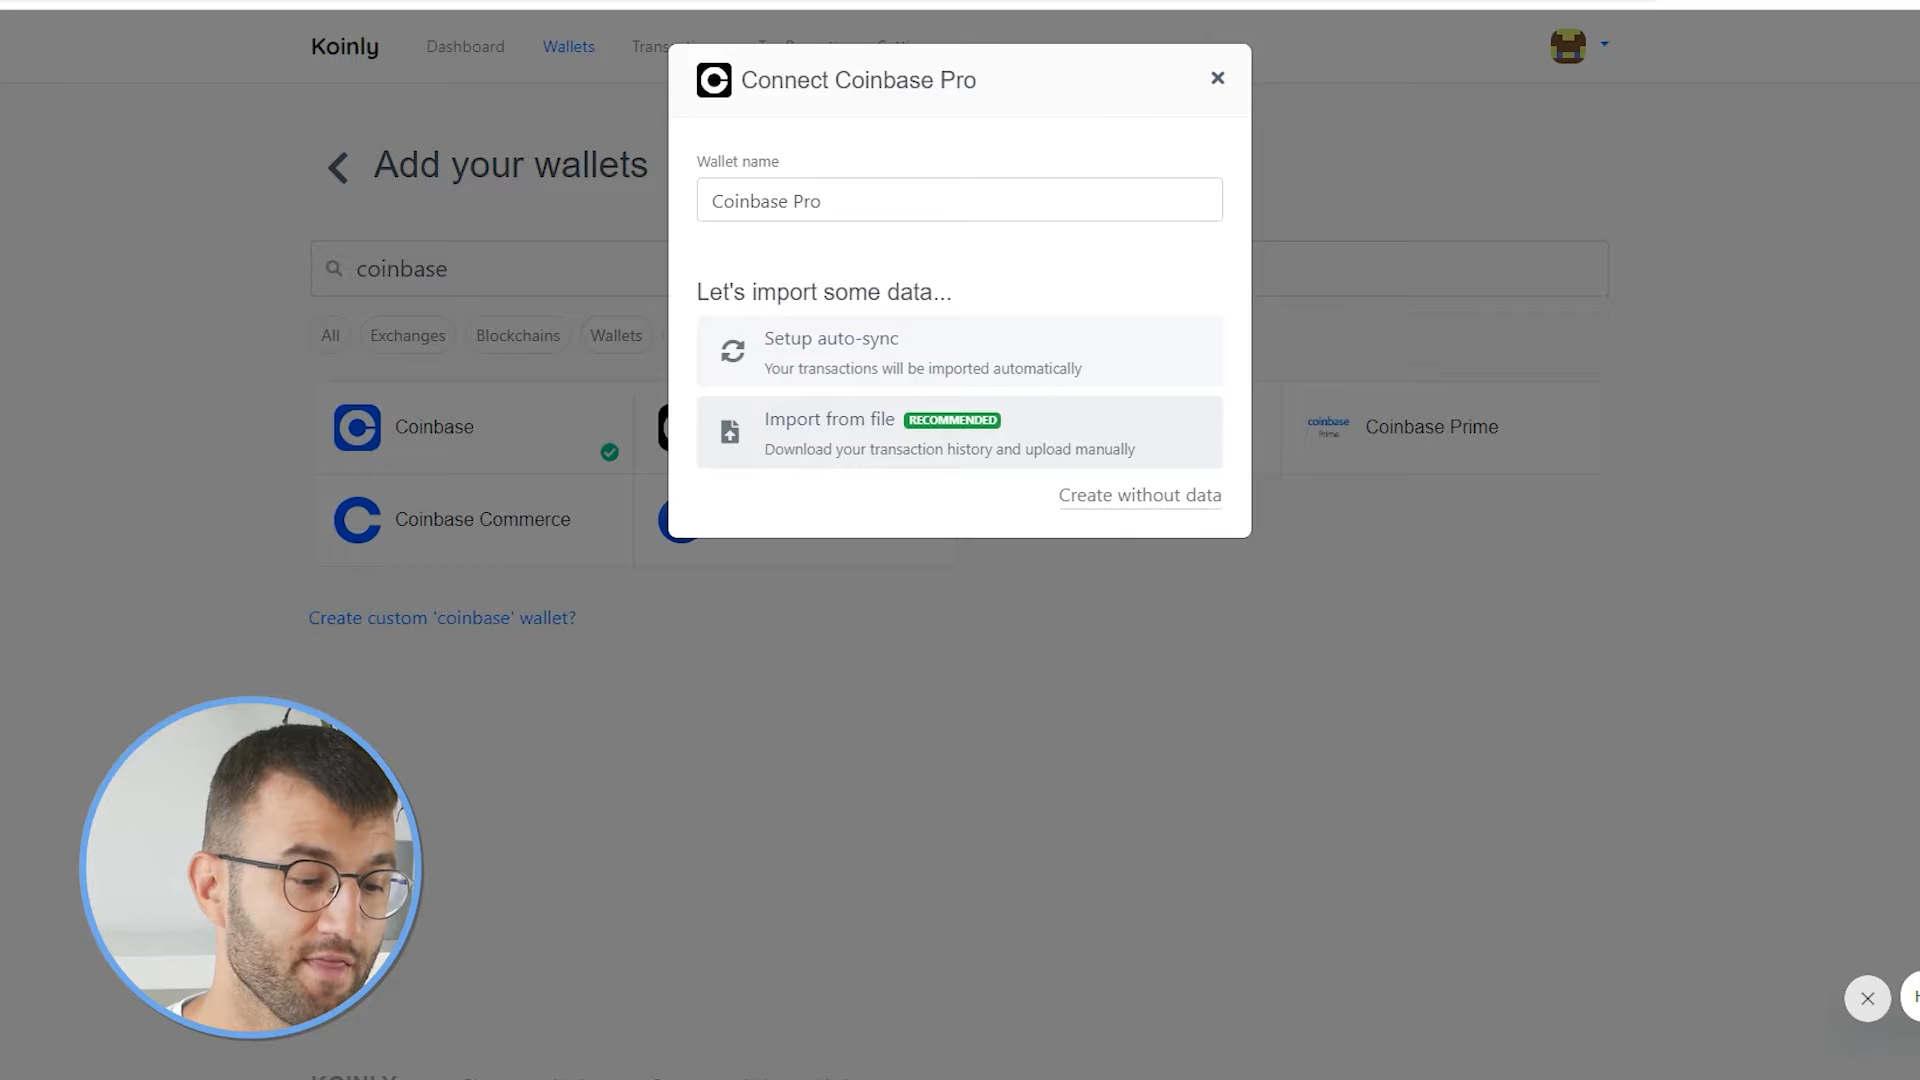 Koinly
Dashboard
Wallets
Connect Coinbase Pro
Add your wallets
Wallet name
Coinbase Pro
coinbase
Let's import some data...
All
Exchanges
Blockchains
Wallets
Setup auto-sync
Your transactions will be imported automatically
Import from file RECOMMENDED
Download your transaction history and upload manually
Coinbase
coinbase
Prime
Coinbase Prime
Create without data
Coinbase Commerce
Create custom 'coinbase' wallet?